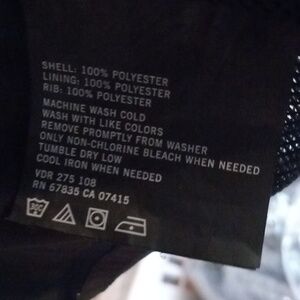 SHELL: 100% POLYESTER
LINING: 100% POLYESTER
RIB: 100% POLYESTER
MACHINE WASH COLD
WASH WITH LIKE COLORS
REMOVE PROMPTLY FROM WASHER
ONLY NON-CHLORINE BLEACH WHEN NEEDED
TUMBLE DRY LOW
COOL IRON WHEN NEEDED
VDR 275 108
RN 67835 CA 07415